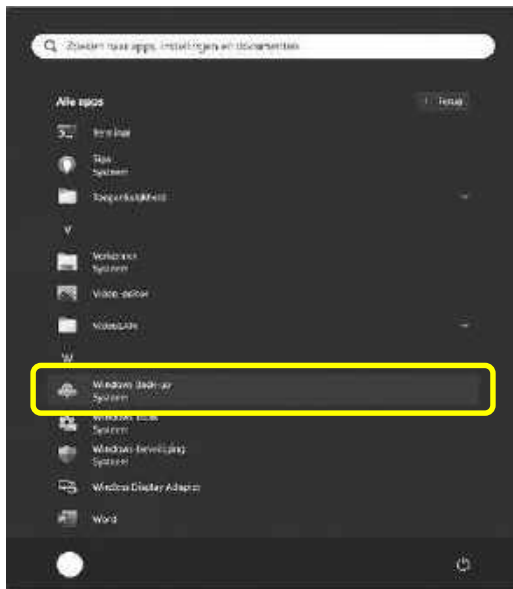 Zoeken naar apps, instellingen en documenten
Alle apps
Terug
Terminal
Tips
Systeem
Toegankelijkheid
V
Verkenner
Systeem
Video-editor
VideoLAN
W
Windows Back-up
Systeem
Windows Tools
Systeem
Windows-beveiliging
Systeem
Wireless Display Adapter
Word